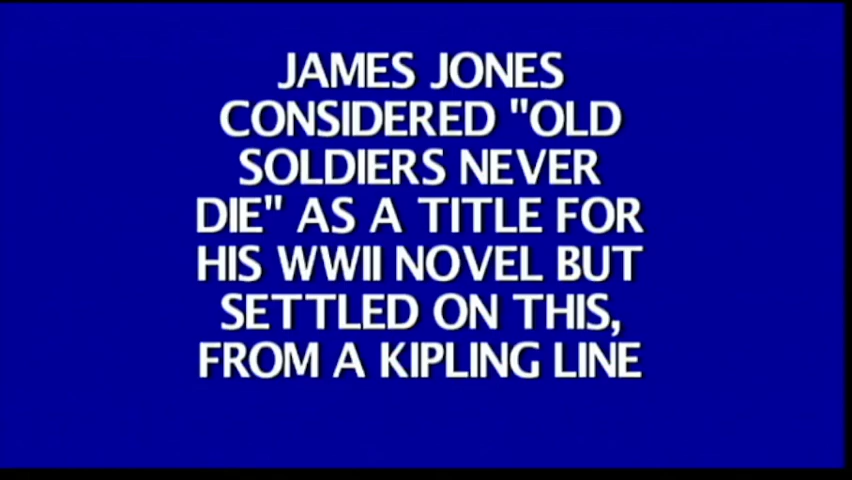 JAMES JONES
CONSIDERED "OLD
SOLDIERS NEVER
DIE" AS A TITLE FOR
HIS WWII NOVEL BUT
SETTLED ON THIS,
FROM A KIPLING LINE